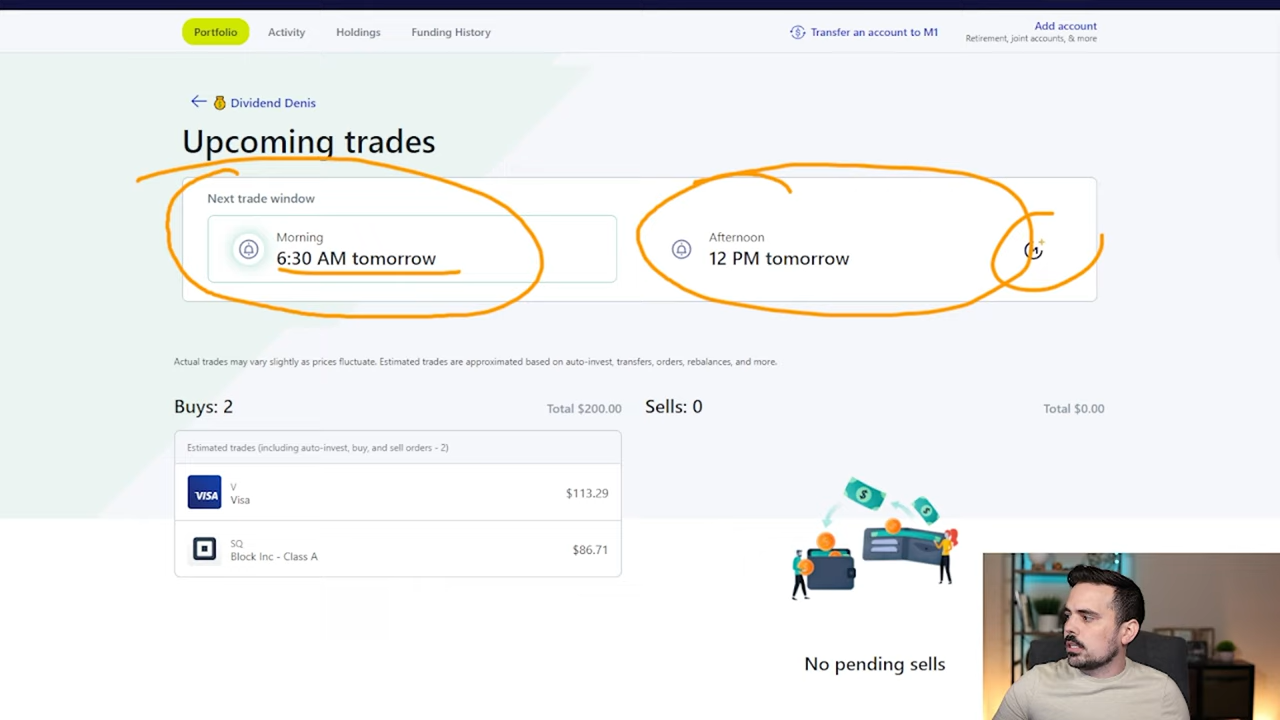 Portfolio
Activity
Holdings
Funding History
Transfer an account to M1
Add account
Retirement, joint accounts, & more
Dividend Denis
Upcoming trades
Next trade window
Morning
6:30 AM tomorrow
Afternoon
12 PM tomorrow
Actual trades may vary slightly as prices fluctuate. Estimated trades are approximated based on auto-invest, transfers, orders, rebalances, and more.
Buys: 2
Total $200.00
Sells: 0
Total $0.00
Estimated trades (including auto-invest, buy, and sell orders - 2)
VISA
V
Visa
$113.29
SQ
Block Inc - Class A
$86.71
No pending sells